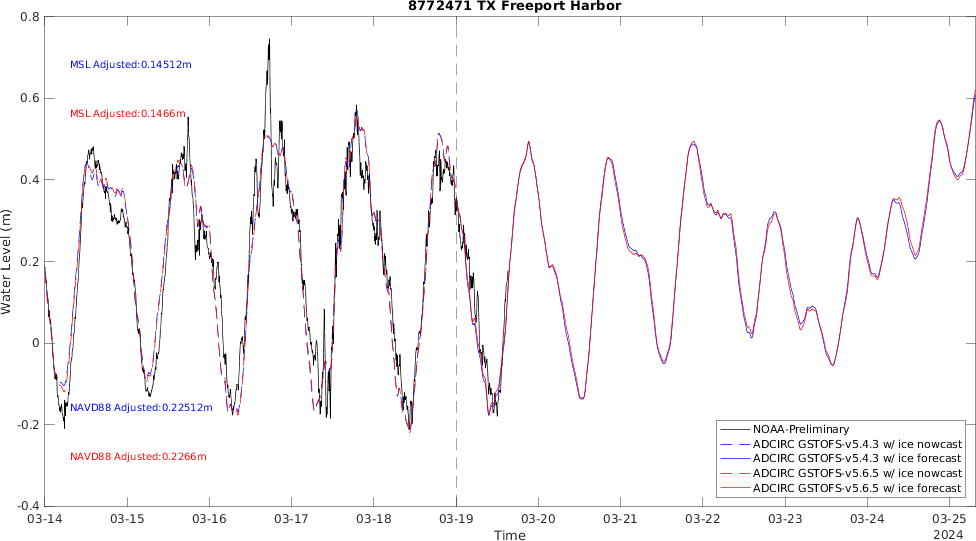 8772471 TX Freeport Harbor
0.8
0.6
0.4
0.2
0
-0.2
-0.4
Water Level (m)
MSL Adjusted:0.14512m
MSL Adjusted:0.1466m
NAVD88 Adjusted:0.22512m
NAVD88 Adjusted:0.2266m
NOAA-Preliminary
ADCIRC GSTOFS-v5.4.3 w/ ice nowcast
ADCIRC GSTOFS-v5.4.3 w/ ice forecast
ADCIRC GSTOFS-v5.6.5 w/ ice nowcast
ADCIRC GSTOFS-v5.6.5 w/ ice forecast
03-14 03-15 03-16 03-17 03-18 03-19 03-20 03-21 03-22 03-23 03-24 03-25
Time
2024